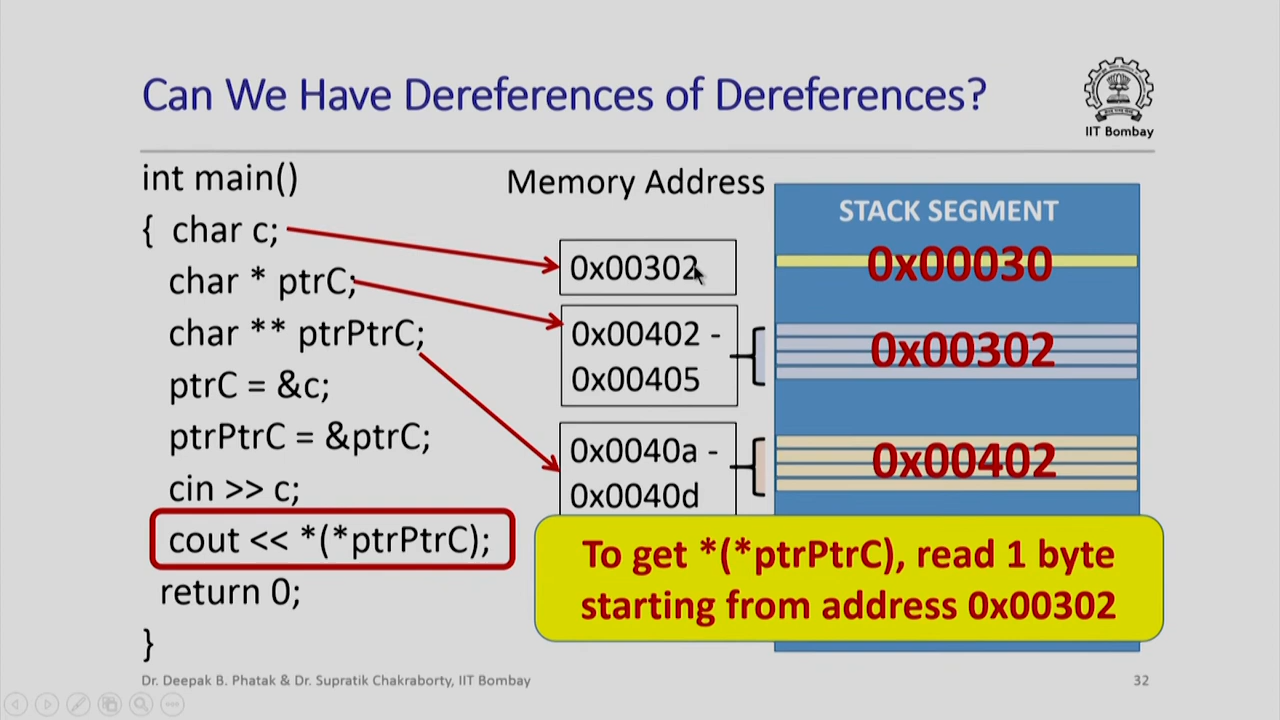 Can We Have Dereferences of Dereferences?
IIT Bombay
int main()
{ char c;
char * ptrC;
char ** ptrPtrC;
ptrC = &c;
ptrPtrC = &ptrC;
cin >> c;
cout << *(*ptrPtrC);
return 0;
}
Memory Address
0x00302
0x00402 -
0x00405
0x0040a -
0x0040d
STACK SEGMENT
0x00030
0x00302
0x00402
To get *(*ptrPtrC), read 1 byte
starting from address 0x00302
Dr. Deepak B. Phatak & Dr. Supratik Chakraborty, IIT Bombay
32